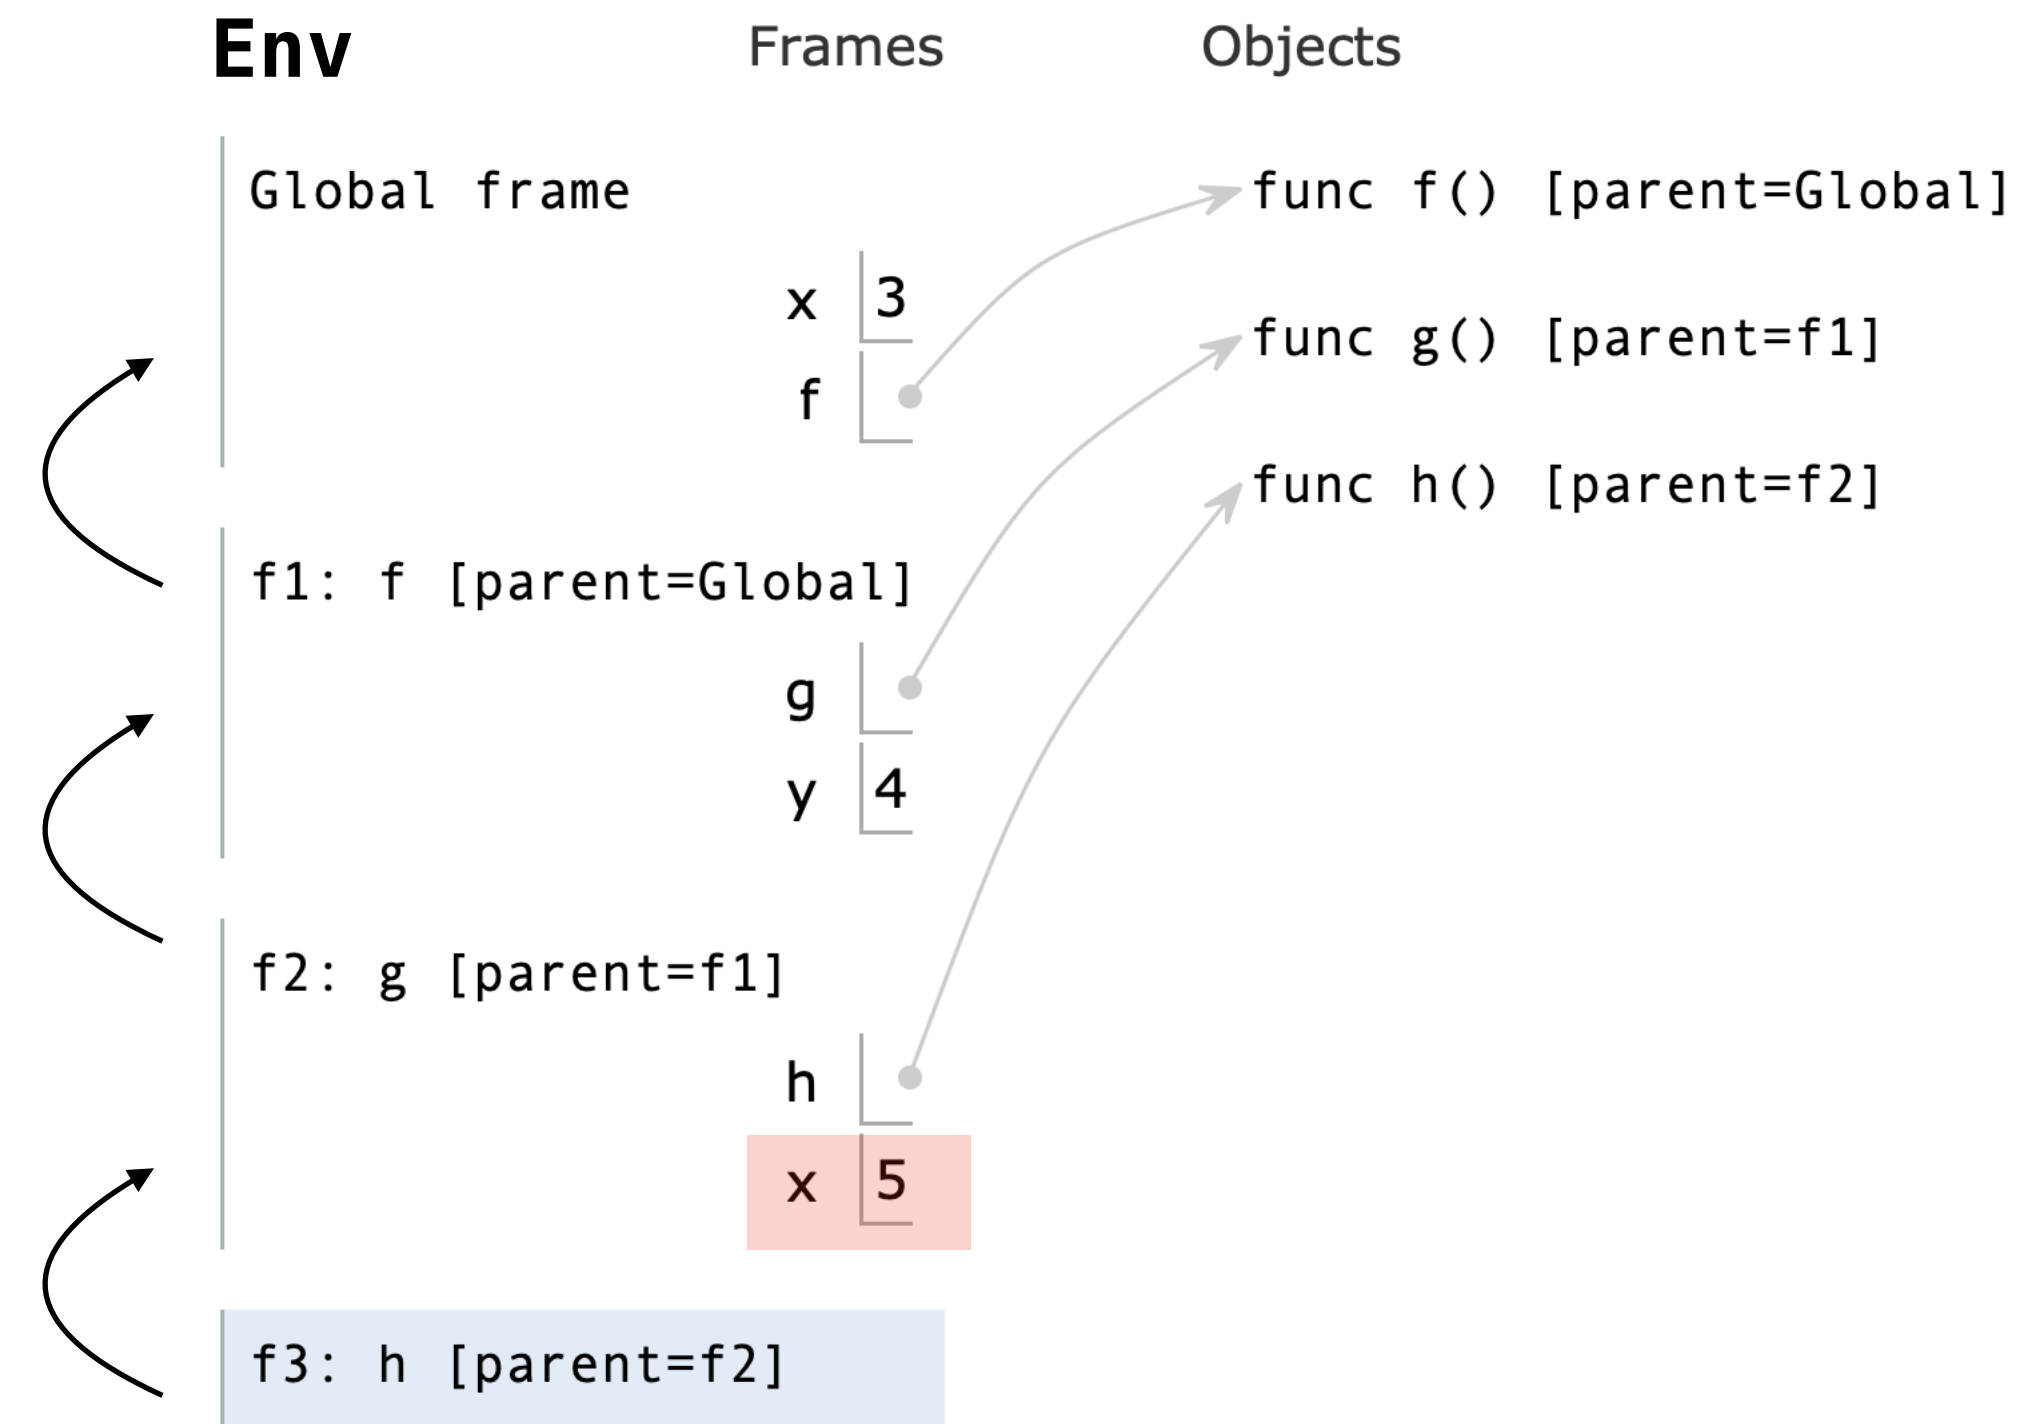 Env Frames Objects
Global frame
func f() [parent=Global]
x 3
func g() [parent=f1]
f
func h() [parent=f2]
f1: f [parent=Global]
g
y 4
f2: g [parent=f1]
h
x 5
f3: h [parent=f2]